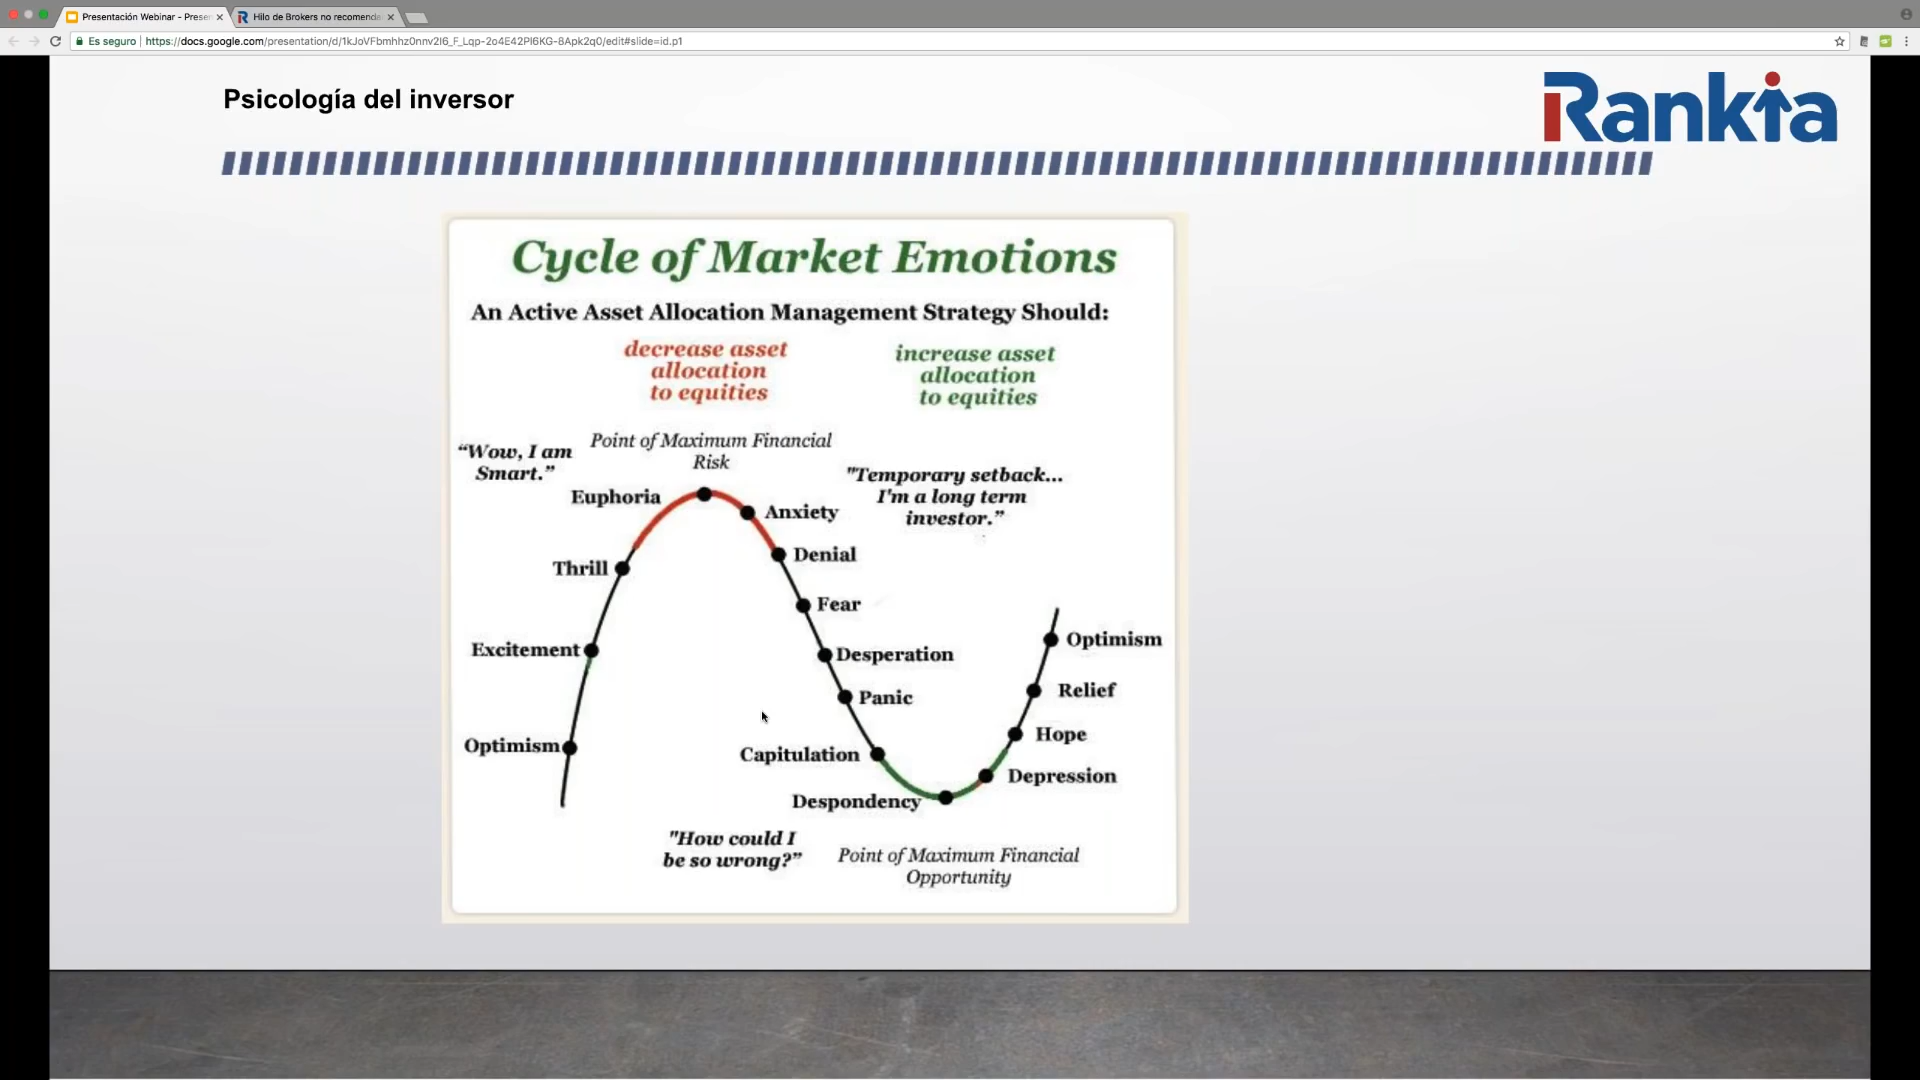 Presentación Webinar - Presen
Hilo de Brokers no recomenda
Es seguro
https://docs.google.com/presentation/d/1kJoVFbmhhz0nnv2I6_F_Lqp-2o4E42PI6KG-8Apk2q0/edit#slide=id.p1
Psicología del inversor
Rankia
Cycle of Market Emotions
An Active Asset Allocation Management Strategy Should:
decrease asset
allocation
to equities
increase asset
allocation
to equities
“Wow, I am
Smart.”
Point of Maximum Financial
Risk
"Temporary setback...
I'm a long term
investor.”
Euphoria
Anxiety
Denial
Thrill
Fear
Excitement
Desperation
Optimism
Panic
Relief
Hope
Optimism
Capitulation
Depression
Despondency
"How could I
be so wrong?”
Point of Maximum Financial
Opportunity